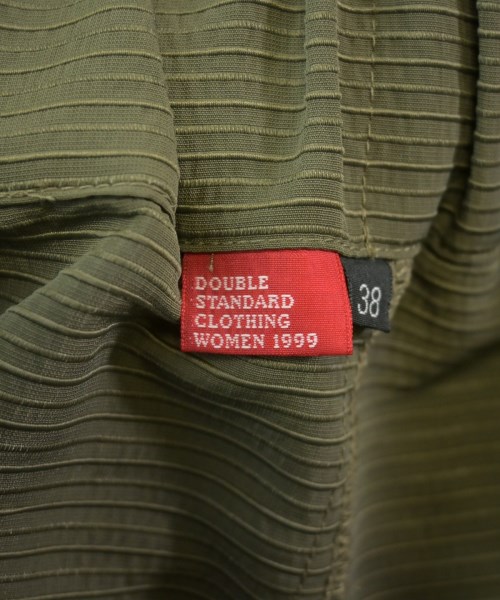 DOUBLE
STANDARD
CLOTHING
WOMEN 1999
38